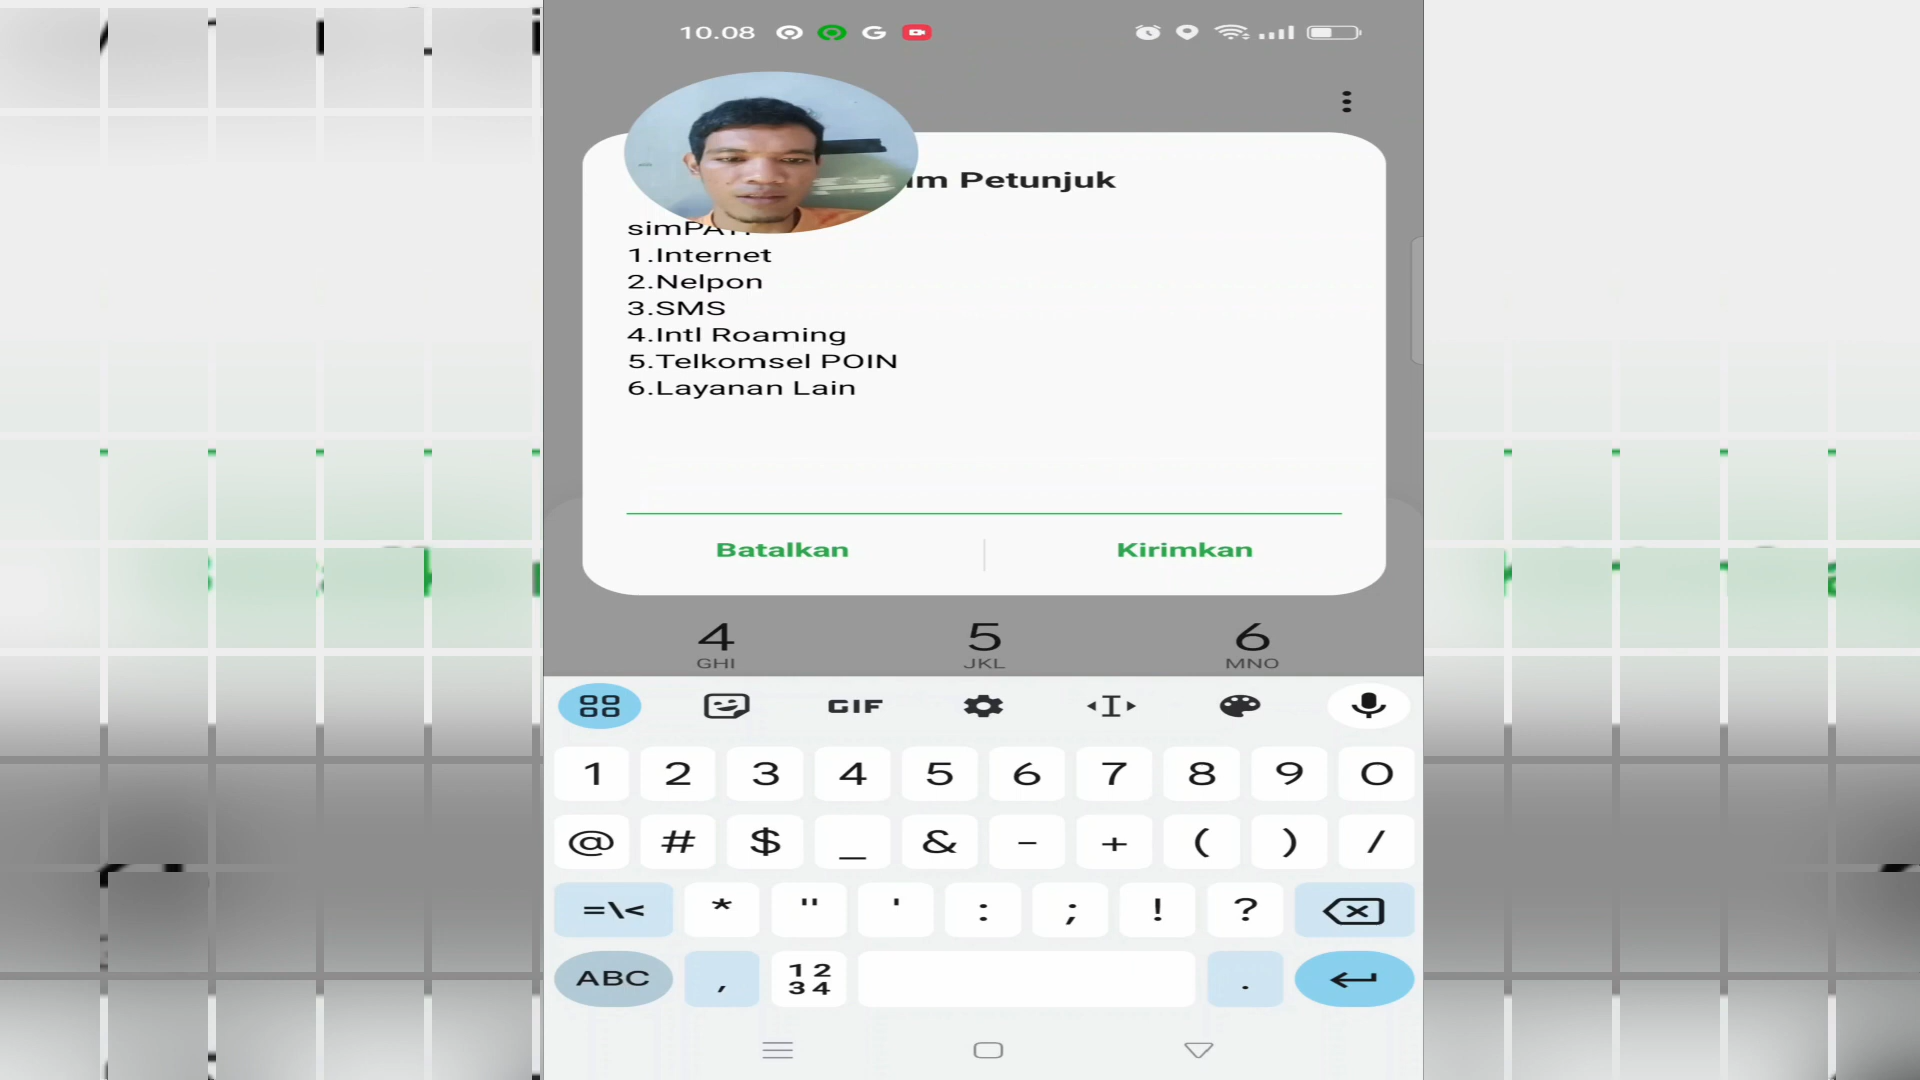 10.08
Petunjuk
1.Internet
2.Nelpon
3.SMS
4.Intl Roaming
5.Telkomsel POIN
6.Layanan Lain
Batalkan Kirimkan
4 5 6
GHI JKL MNO
GIF
1 2 3 4 5 6 7 8 9 0
@ # $ _ & - + ( ) /
=\< * " ' : ; ! ?
ABC , 12 34 .